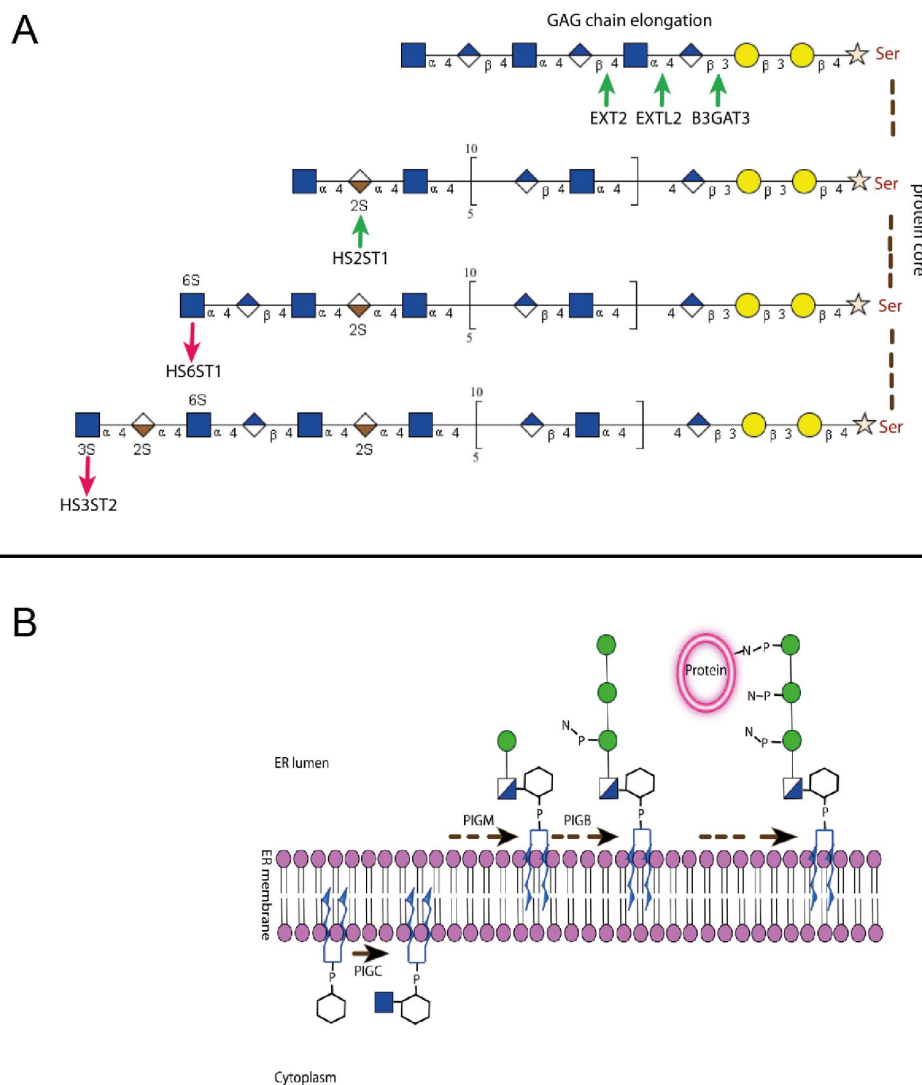 A
GAG chain elongation
α 4 β 4 α 4 β 4 α 4 β 3 β 3 β 4 Ser
EXT2 EXTL2 B3GAT3
protein core
10
α 4 α 4 α 4 β 4 α 4 4 β 3 β 3 β 4 Ser
2S 5
HS2ST1
6S 10
α 4 β 4 α 4 α 4 α 4 β 4 α 4 4 β 3 β 3 β 4 Ser
2S 5
HS6ST1
6S 10
α 4 α 4 α 4 β 4 α 4 α 4 α 4 β 4 α 4 4 β 3 β 3 β 4 Ser
3S 2S 2S 5
HS3ST2
B
Protein N P
N P
N P N P
ER lumen
P P P
PIGM PIGB
ER membrane
P PIGC P
Cytoplasm